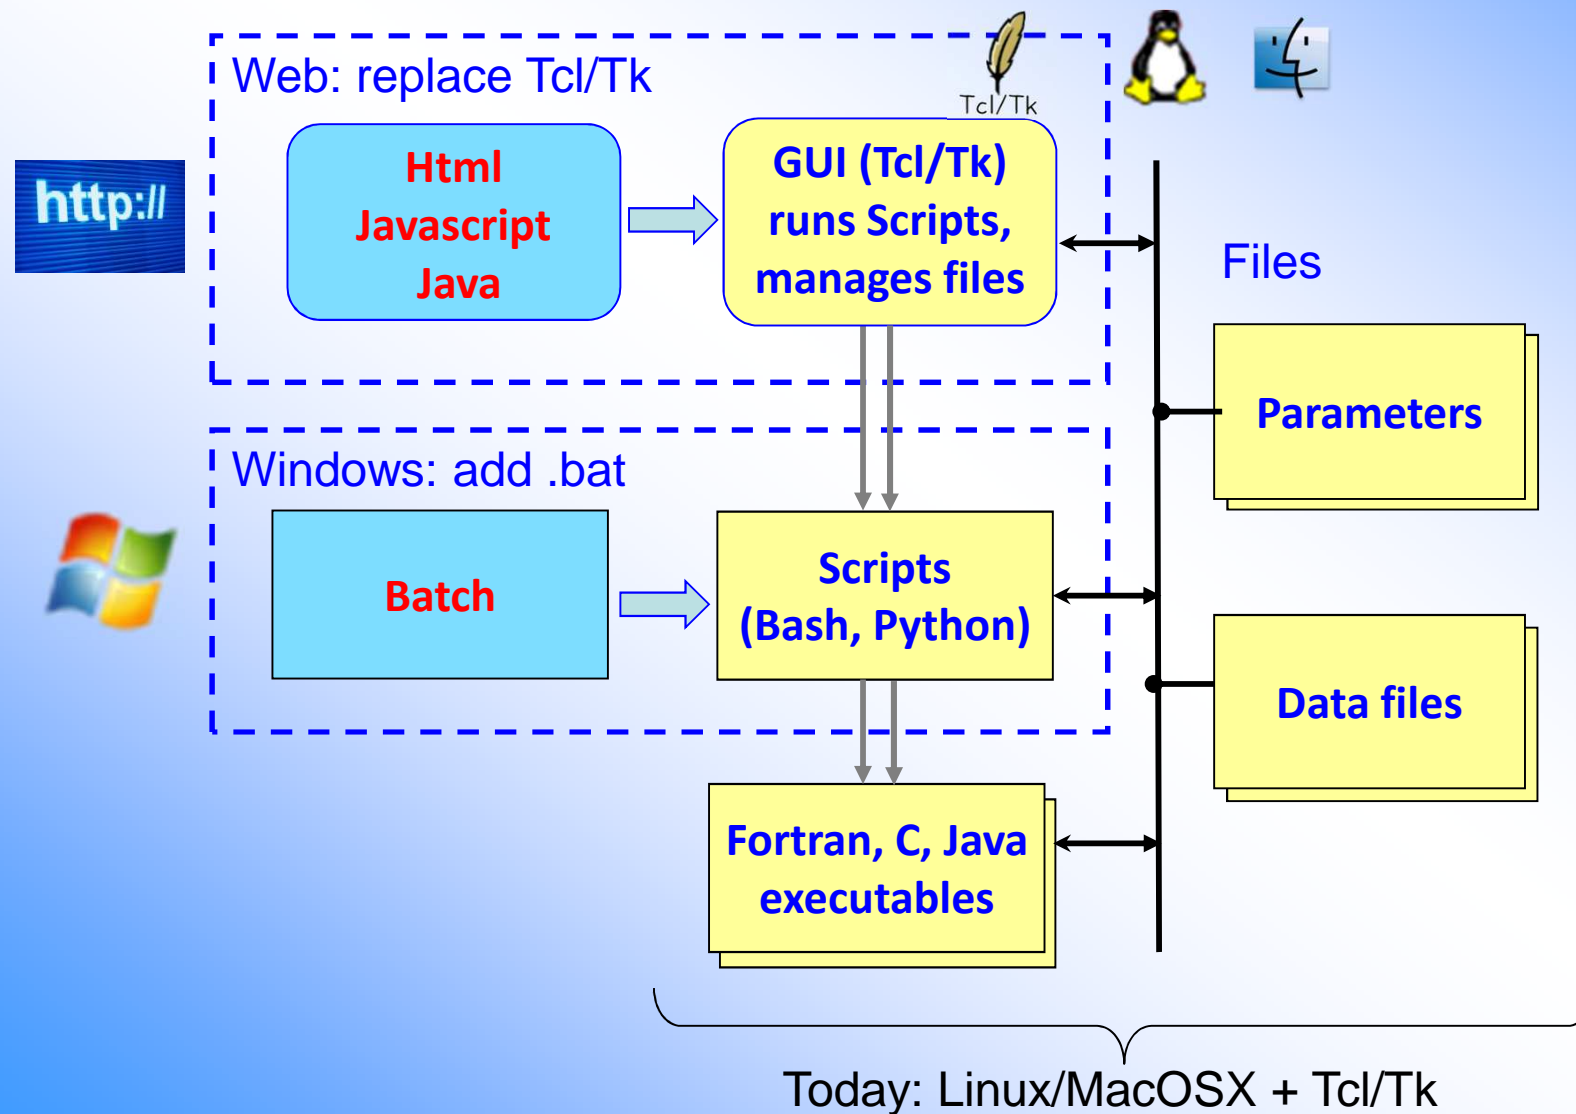 Web: replace Tcl/Tk
Tcl/Tk
http://
Html
Javascript
Java
GUI (Tcl/Tk)
runs Scripts,
manages files
Files
Parameters
Windows: add .bat
Batch
Scripts
(Bash, Python)
Data files
Fortran, C, Java
executables
Today: Linux/MacOSX + Tcl/Tk